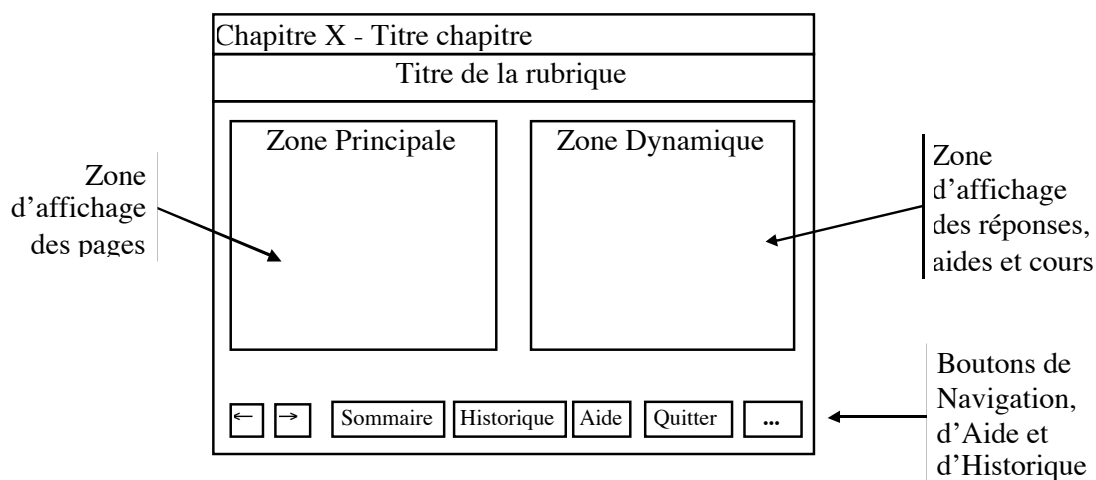 Chapitre X - Titre chapitre
Titre de la rubrique
Zone Principale
Zone Dynamique
Zone
d’affichage
des pages
Zone
d’affichage
des réponses,
aides et cours
← → Sommaire Historique Aide Quitter ...
Boutons de
Navigation,
d’Aide et
d’Historique